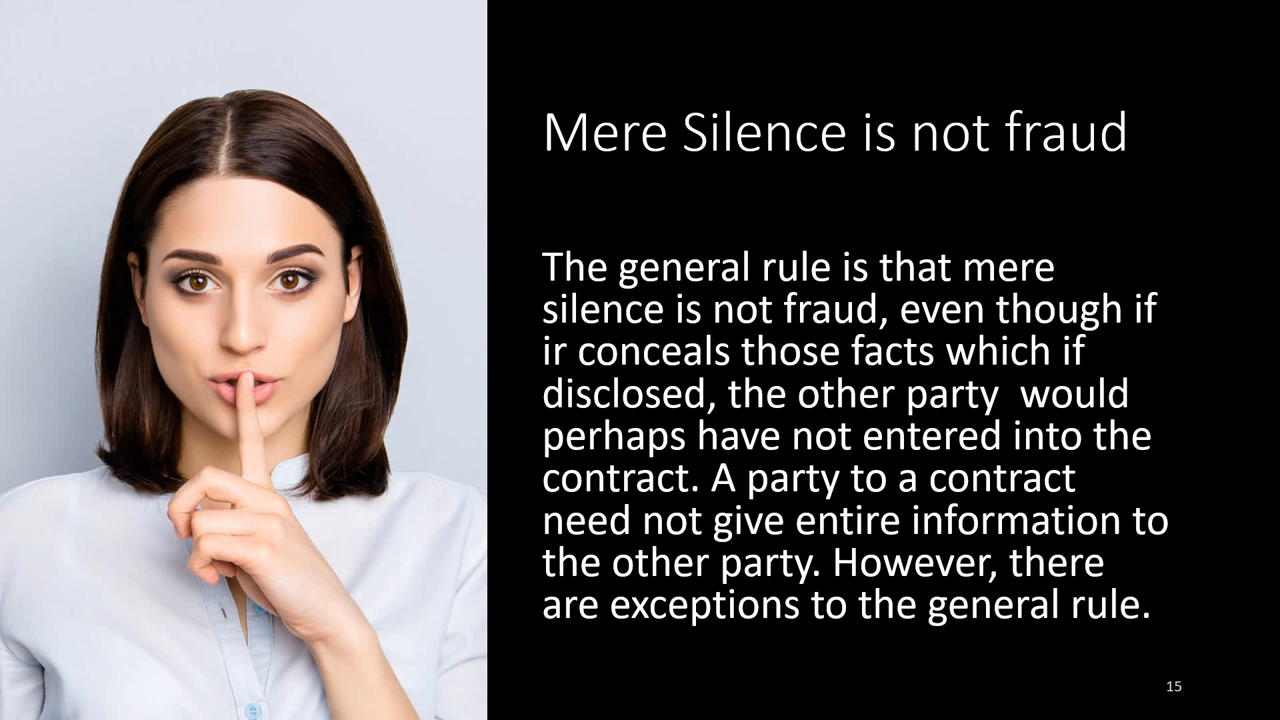 Mere Silence is not fraud
The general rule is that mere
silence is not fraud, even though if
ir conceals those facts which if
disclosed, the other party  would
perhaps have not entered into the
contract. A party to a contract
need not give entire information to
the other party. However, there
are exceptions to the general rule.
15